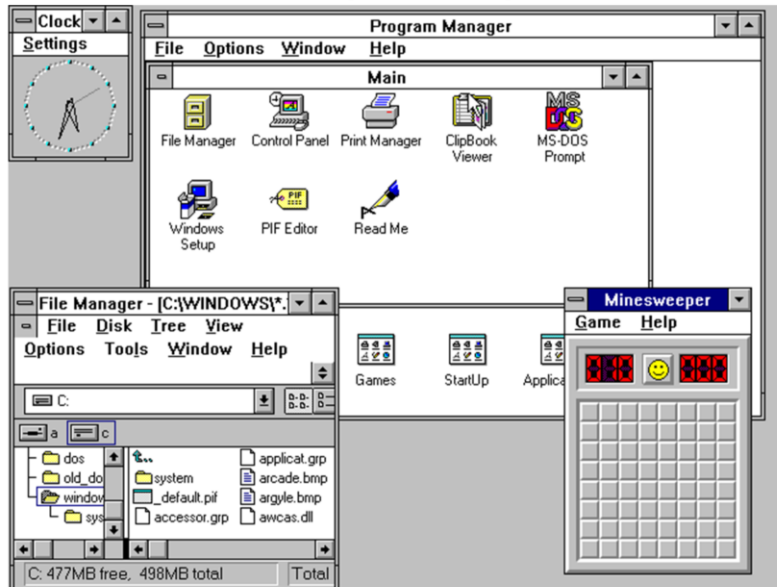 Clock
Settings
Program Manager
File Options Window Help
Main
File Manager
Control Panel
Print Manager
ClipBook
Viewer
MS-DOS
Prompt
MS
DOS
Windows
Setup
PIF
PIF Editor
Read Me
File Manager - [C:\WINDOWS\*.
File Disk Tree View
Options Tools Window Help
C:
a
c
dos
old_do
window
sys
system
_default.pif
accessor.grp
applicat.grp
arcade.bmp
argyle.bmp
awcas.dll
C: 477MB free, 498MB total
Total
Games
StartUp
Applica
Minesweeper
Game Help
010
000